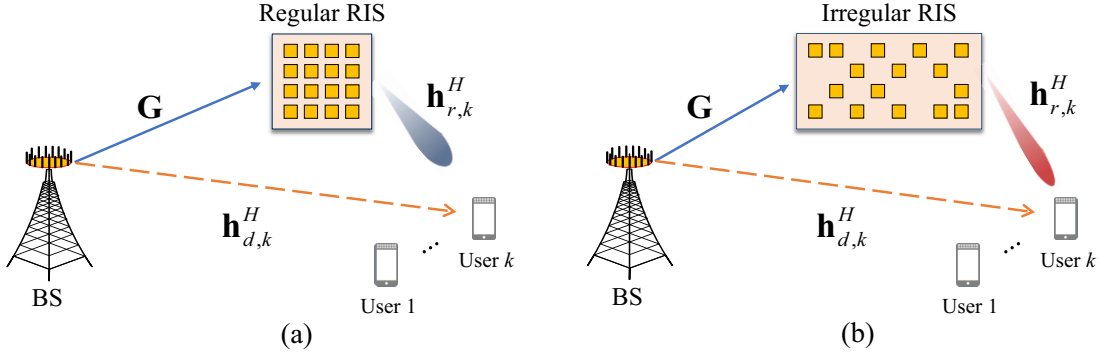 Regular RIS
G
h_{r,k}^H
h_{d,k}^H
BS
User 1
...
User k
(a)
Irregular RIS
G
h_{r,k}^H
h_{d,k}^H
BS
User 1
...
User k
(b)